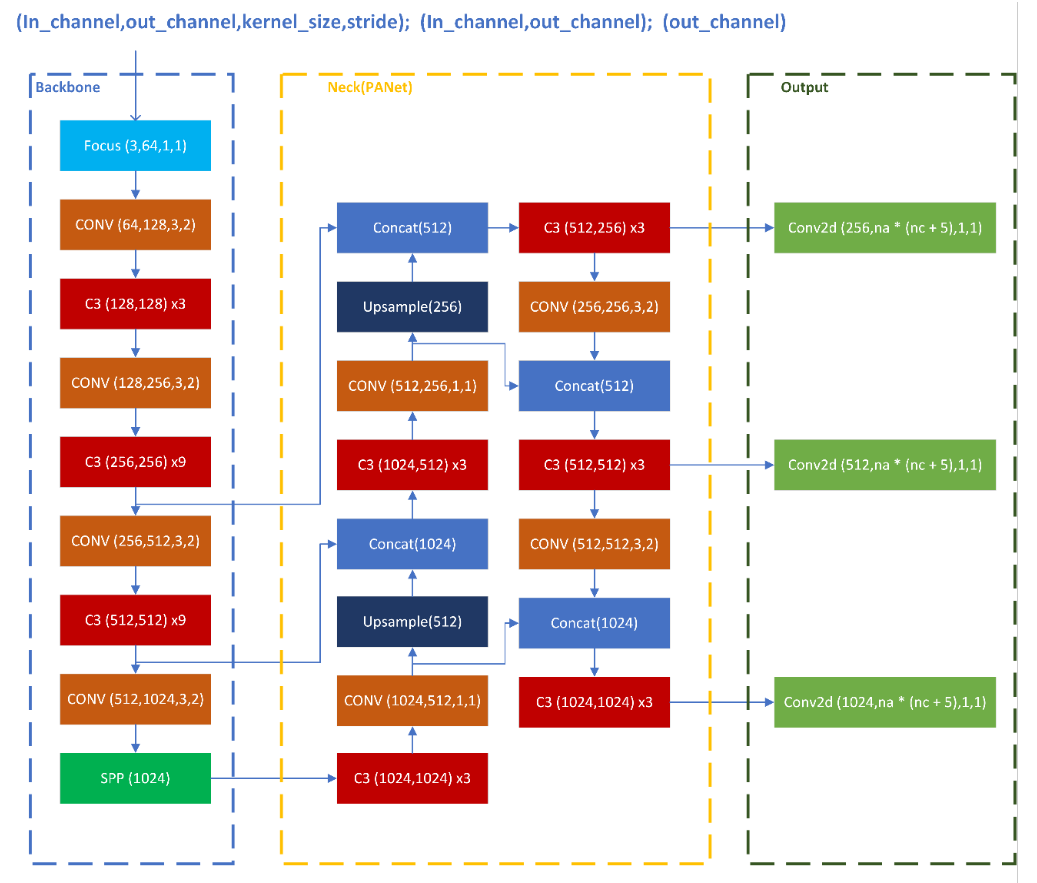 (In_channel,out_channel,kernel_size,stride); (In_channel,out_channel); (out_channel)
Backbone
Focus (3,64,1,1)
CONV (64,128,3,2)
C3 (128,128) x3
CONV (128,256,3,2)
C3 (256,256) x9
CONV (256,512,3,2)
C3 (512,512) x9
CONV (512,1024,3,2)
SPP (1024)
Neck(PANet)
Concat(512)
Upsample(256)
CONV (512,256,1,1)
C3 (1024,512) x3
Concat(1024)
Upsample(512)
CONV (1024,512,1,1)
C3 (1024,1024) x3
C3 (512,256) x3
CONV (256,256,3,2)
Concat(512)
C3 (512,512) x3
CONV (512,512,3,2)
Concat(1024)
C3 (1024,1024) x3
Output
Conv2d (256,na * (nc + 5),1,1)
Conv2d (512,na * (nc + 5),1,1)
Conv2d (1024,na * (nc + 5),1,1)